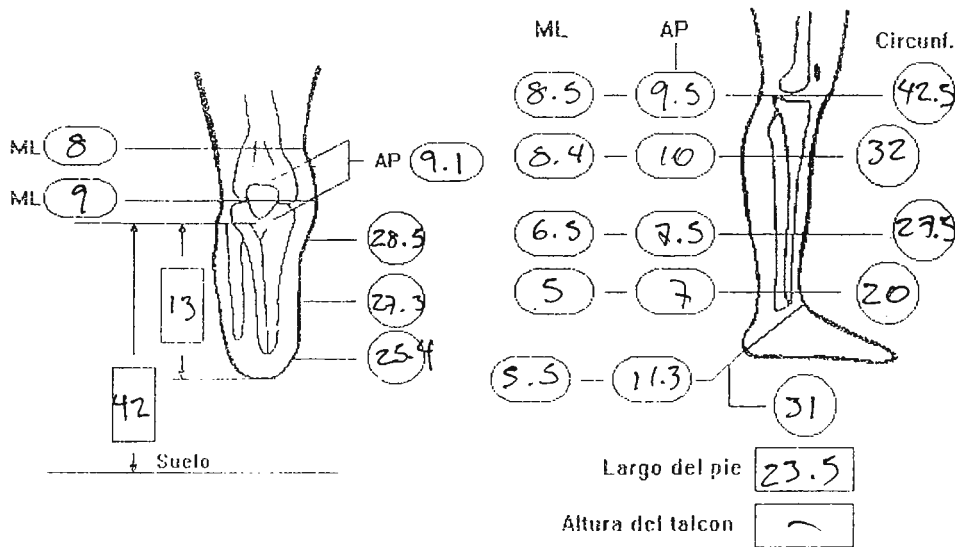 ML 8
ML 9
AP 9.1
28.5
27.3
25.4
13
42
Suelo
ML AP Circunf.
8.5 9.5 42.5
8.4 10 32
6.5 7.5 27.5
5 7 20
5.5 11.3
31
Largo del pie 23.5
Altura del talcon —